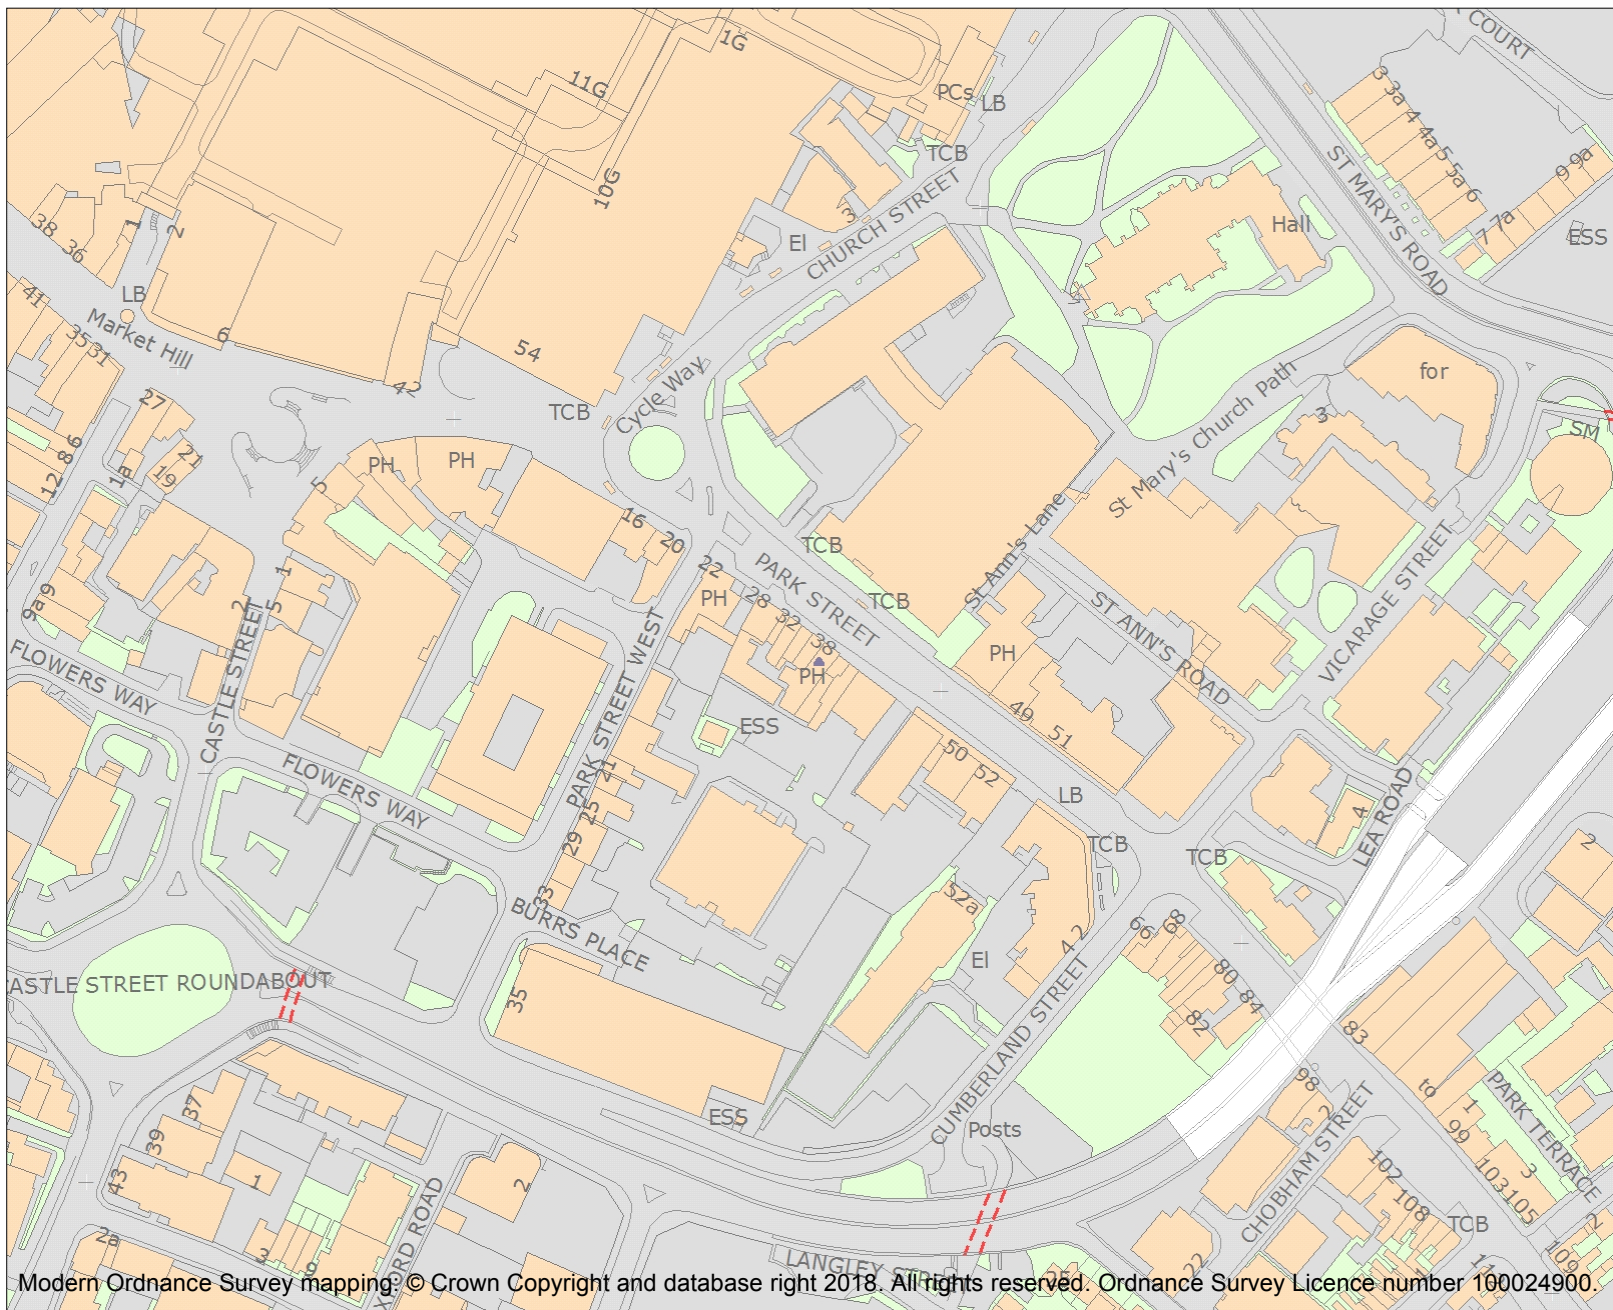 COURT
1G
11G
3
3a
4
4a
5
5a
6
PCs
LB
TCB
ST MARY'S ROAD
9
9a
7
7a
ESS
10G
38
36
1
2
3
CHURCH STREET
El
Hall
LB
41
Market Hill
35
31
6
54
42
Cycle Way
TCB
for
St Mary's Church Path
3
27
SM
21
19
1a
12
8
6
PH
PH
5
16
20
TCB
St Ann's Lane
22
PARK STREET
PH
28
32
38
PH
TCB
PH
ST ANN'S ROAD
VICARAGE STREET
1
5
2
9a
9
FLOWERS WAY
CASTLE STREET
PARK STREET WEST
ESS
49
51
50
52
FLOWERS WAY
21
25
29
33
LB
TCB
TCB
4
LEA ROAD
2
BURRS PLACE
52a
El
4
2
66
68
80
84
82
CASTLE STREET ROUNDABOUT
35
CUMBERLAND STREET
83
to
1
99
103
105
3
PARK TERRACE
98
2
CHOBHAM STREET
ESS
Posts
37
39
43
1
2
102
108
TCB
2
109
2a
3
9
22
LANGLEY STREET
Modern Ordnance Survey mapping: © Crown Copyright and database right 2018. All rights reserved. Ordnance Survey Licence number 100024900.